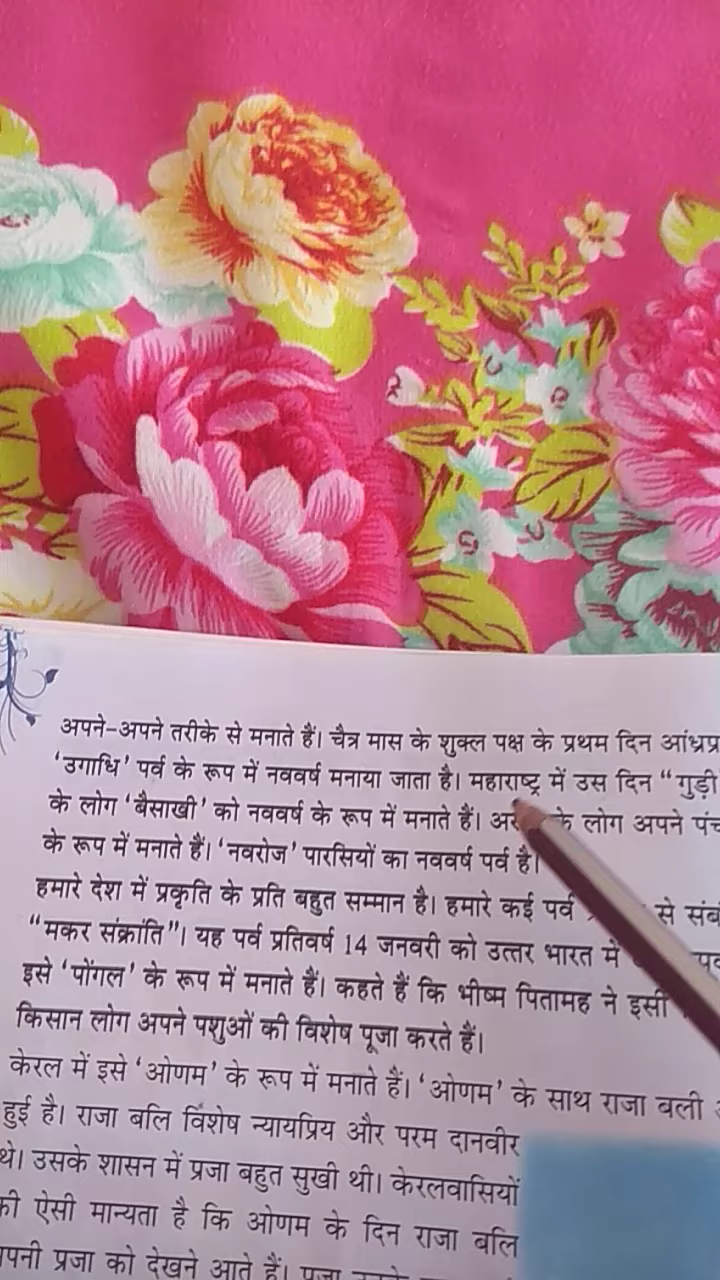 अपने-अपने तरीके से मनाते हैं। चैत्र मास के शुक्ल पक्ष के प्रथम दिन आंध्रप्र
‘उगाधि’ पर्व के रूप में नववर्ष मनाया जाता है। महाराष्ट्र में उस दिन “गुड़ी
के लोग ‘बैसाखी’ को नववर्ष के रूप में मनाते हैं। के लोग अपने
के रूप में मनाते हैं। ‘नवरोज’ पारसियों का नववर्ष पर्व है।
हमारे देश में प्रकृति के प्रति बहुत सम्मान है। हमारे कई पर्व से
“मकर संक्रांति”। यह पर्व प्रतिवर्ष 14 जनवरी को उत्तर भारत में
इसे ‘पोंगल’ के रूप में मनाते हैं। कहते हैं कि भीष्म पितामह ने इसी
किसान लोग अपने पशुओं की विशेष पूजा करते हैं।
केरल में इसे ‘ओणम’ के रूप में मनाते हैं। ‘ओणम’ के साथ राजा बली
हुई है। राजा बलि विशेष न्यायप्रिय और परम दानवीर
थे। उसके शासन में प्रजा बहुत सुखी थी। केरलवासियों
की ऐसी मान्यता है कि ओणम के दिन राजा बलि
पनी प्रजा को देखने आते हैं। प्रजा